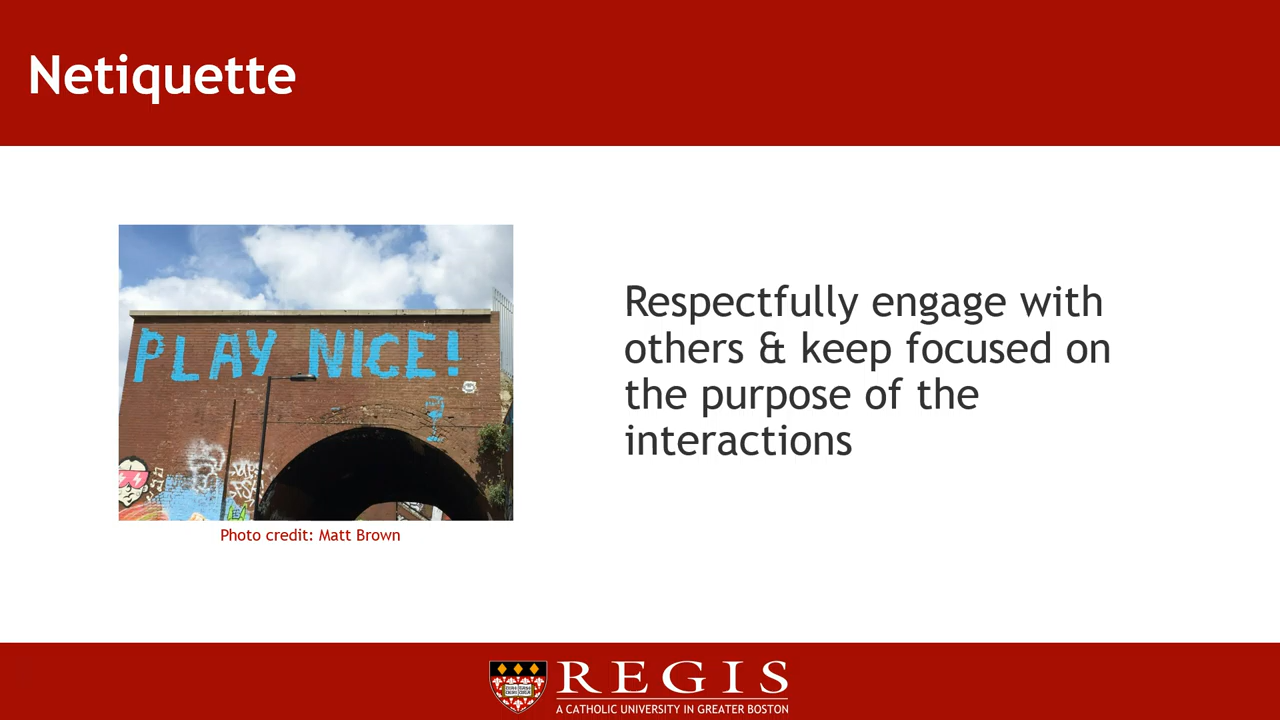 Netiquette
PLAY NICE!
Photo credit: Matt Brown
Respectfully engage with
others & keep focused on
the purpose of the
interactions
REGIS
A CATHOLIC UNIVERSITY IN GREATER BOSTON